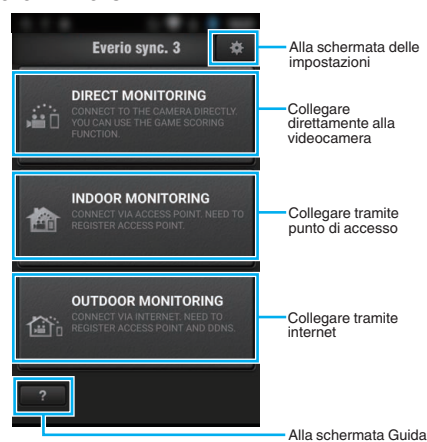 Everio sync. 3
Alla schermata delle
impostazioni
DIRECT MONITORING
CONNECT TO THE CAMERA DIRECTLY.
YOU CAN USE THE GAME SCORING
FUNCTION.
Collegare
direttamente alla
videocamera
INDOOR MONITORING
CONNECT VIA ACCESS POINT. NEED TO
REGISTER ACCESS POINT.
Collegare tramite
punto di accesso
OUTDOOR MONITORING
CONNECT VIA INTERNET. NEED TO
REGISTER ACCESS POINT AND DDNS.
Collegare tramite
internet
?
Alla schermata Guida